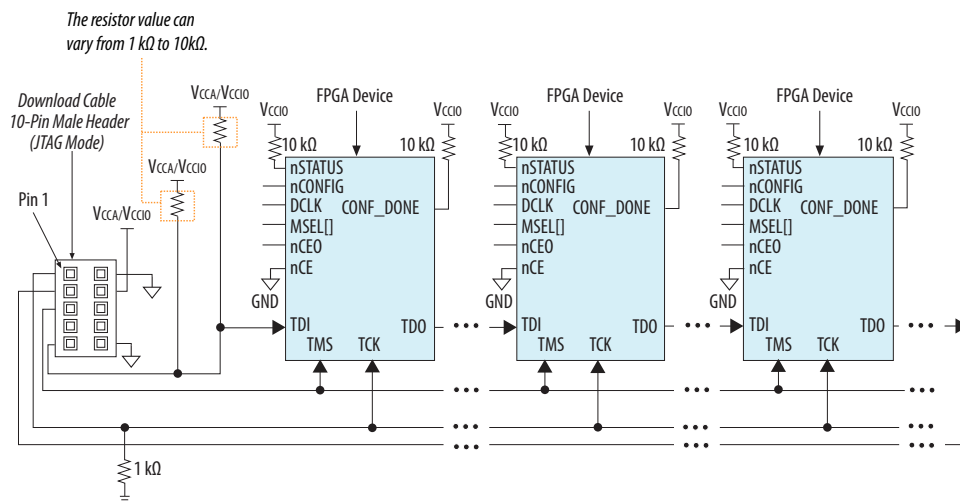 The resistor value can
vary from 1 kΩ to 10kΩ.
Download Cable
10-Pin Male Header
(JTAG Mode)
Pin 1
VCCA/VCCIO
VCCA/VCCIO
VCCA/VCCIO
VCCIO
FPGA Device
VCCIO
10 kΩ
10 kΩ
nSTATUS
nCONFIG
DCLK
CONF_DONE
MSEL[]
nCEO
nCE
GND
TDI
TDO
TMS
TCK
VCCIO
FPGA Device
VCCIO
10 kΩ
10 kΩ
nSTATUS
nCONFIG
DCLK
CONF_DONE
MSEL[]
nCEO
nCE
GND
TDI
TDO
TMS
TCK
VCCIO
FPGA Device
VCCIO
10 kΩ
10 kΩ
nSTATUS
nCONFIG
DCLK
CONF_DONE
MSEL[]
nCEO
nCE
GND
TDI
TDO
TMS
TCK
1 kΩ